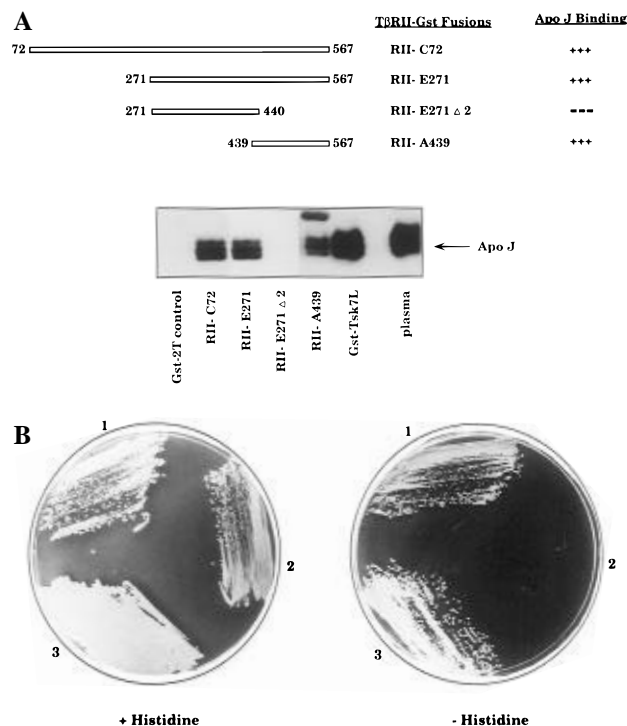 A
TβRII-Gst Fusions
Apo J Binding
72 567 RII- C72 +++
271 567 RII- E271 +++
271 440 RII- E271 △ 2 ---
439 567 RII- A439 +++
Apo J
Gst-2T control
RII- C72
RII- E271
RII- E271 △ 2
RII- A439
Gst-Tsk7L
plasma
B
1
2
3
+ Histidine
1
2
3
- Histidine